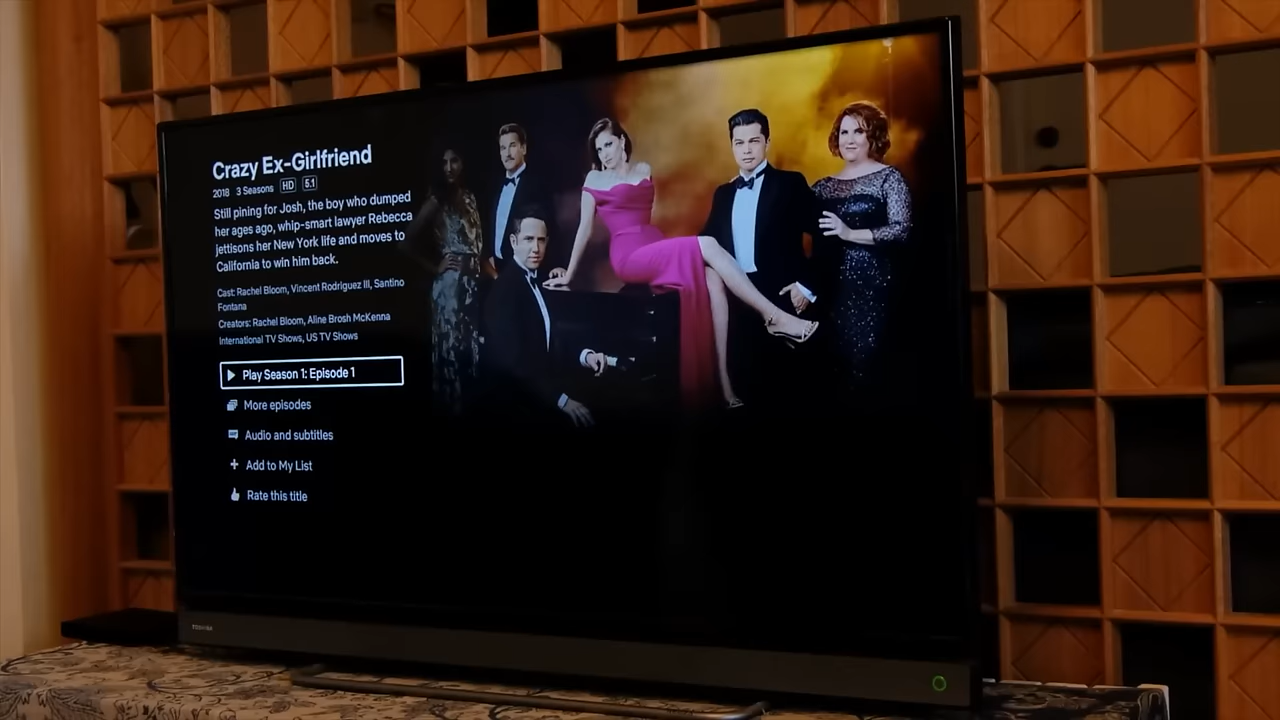 Crazy Ex-Girlfriend
2018 3 Seasons HD 5.1
Still pining for Josh, the boy who dumped
her ages ago, whip-smart lawyer Rebecca
jettisons her New York life and moves to
California to win him back.
Cast: Rachel Bloom, Vincent Rodriguez III, Santino
Fontana
Creators: Rachel Bloom, Aline Brosh McKenna
International TV Shows, US TV Shows
Play Season 1: Episode 1
More episodes
Audio and subtitles
Add to My List
Rate this title
TOSHIBA